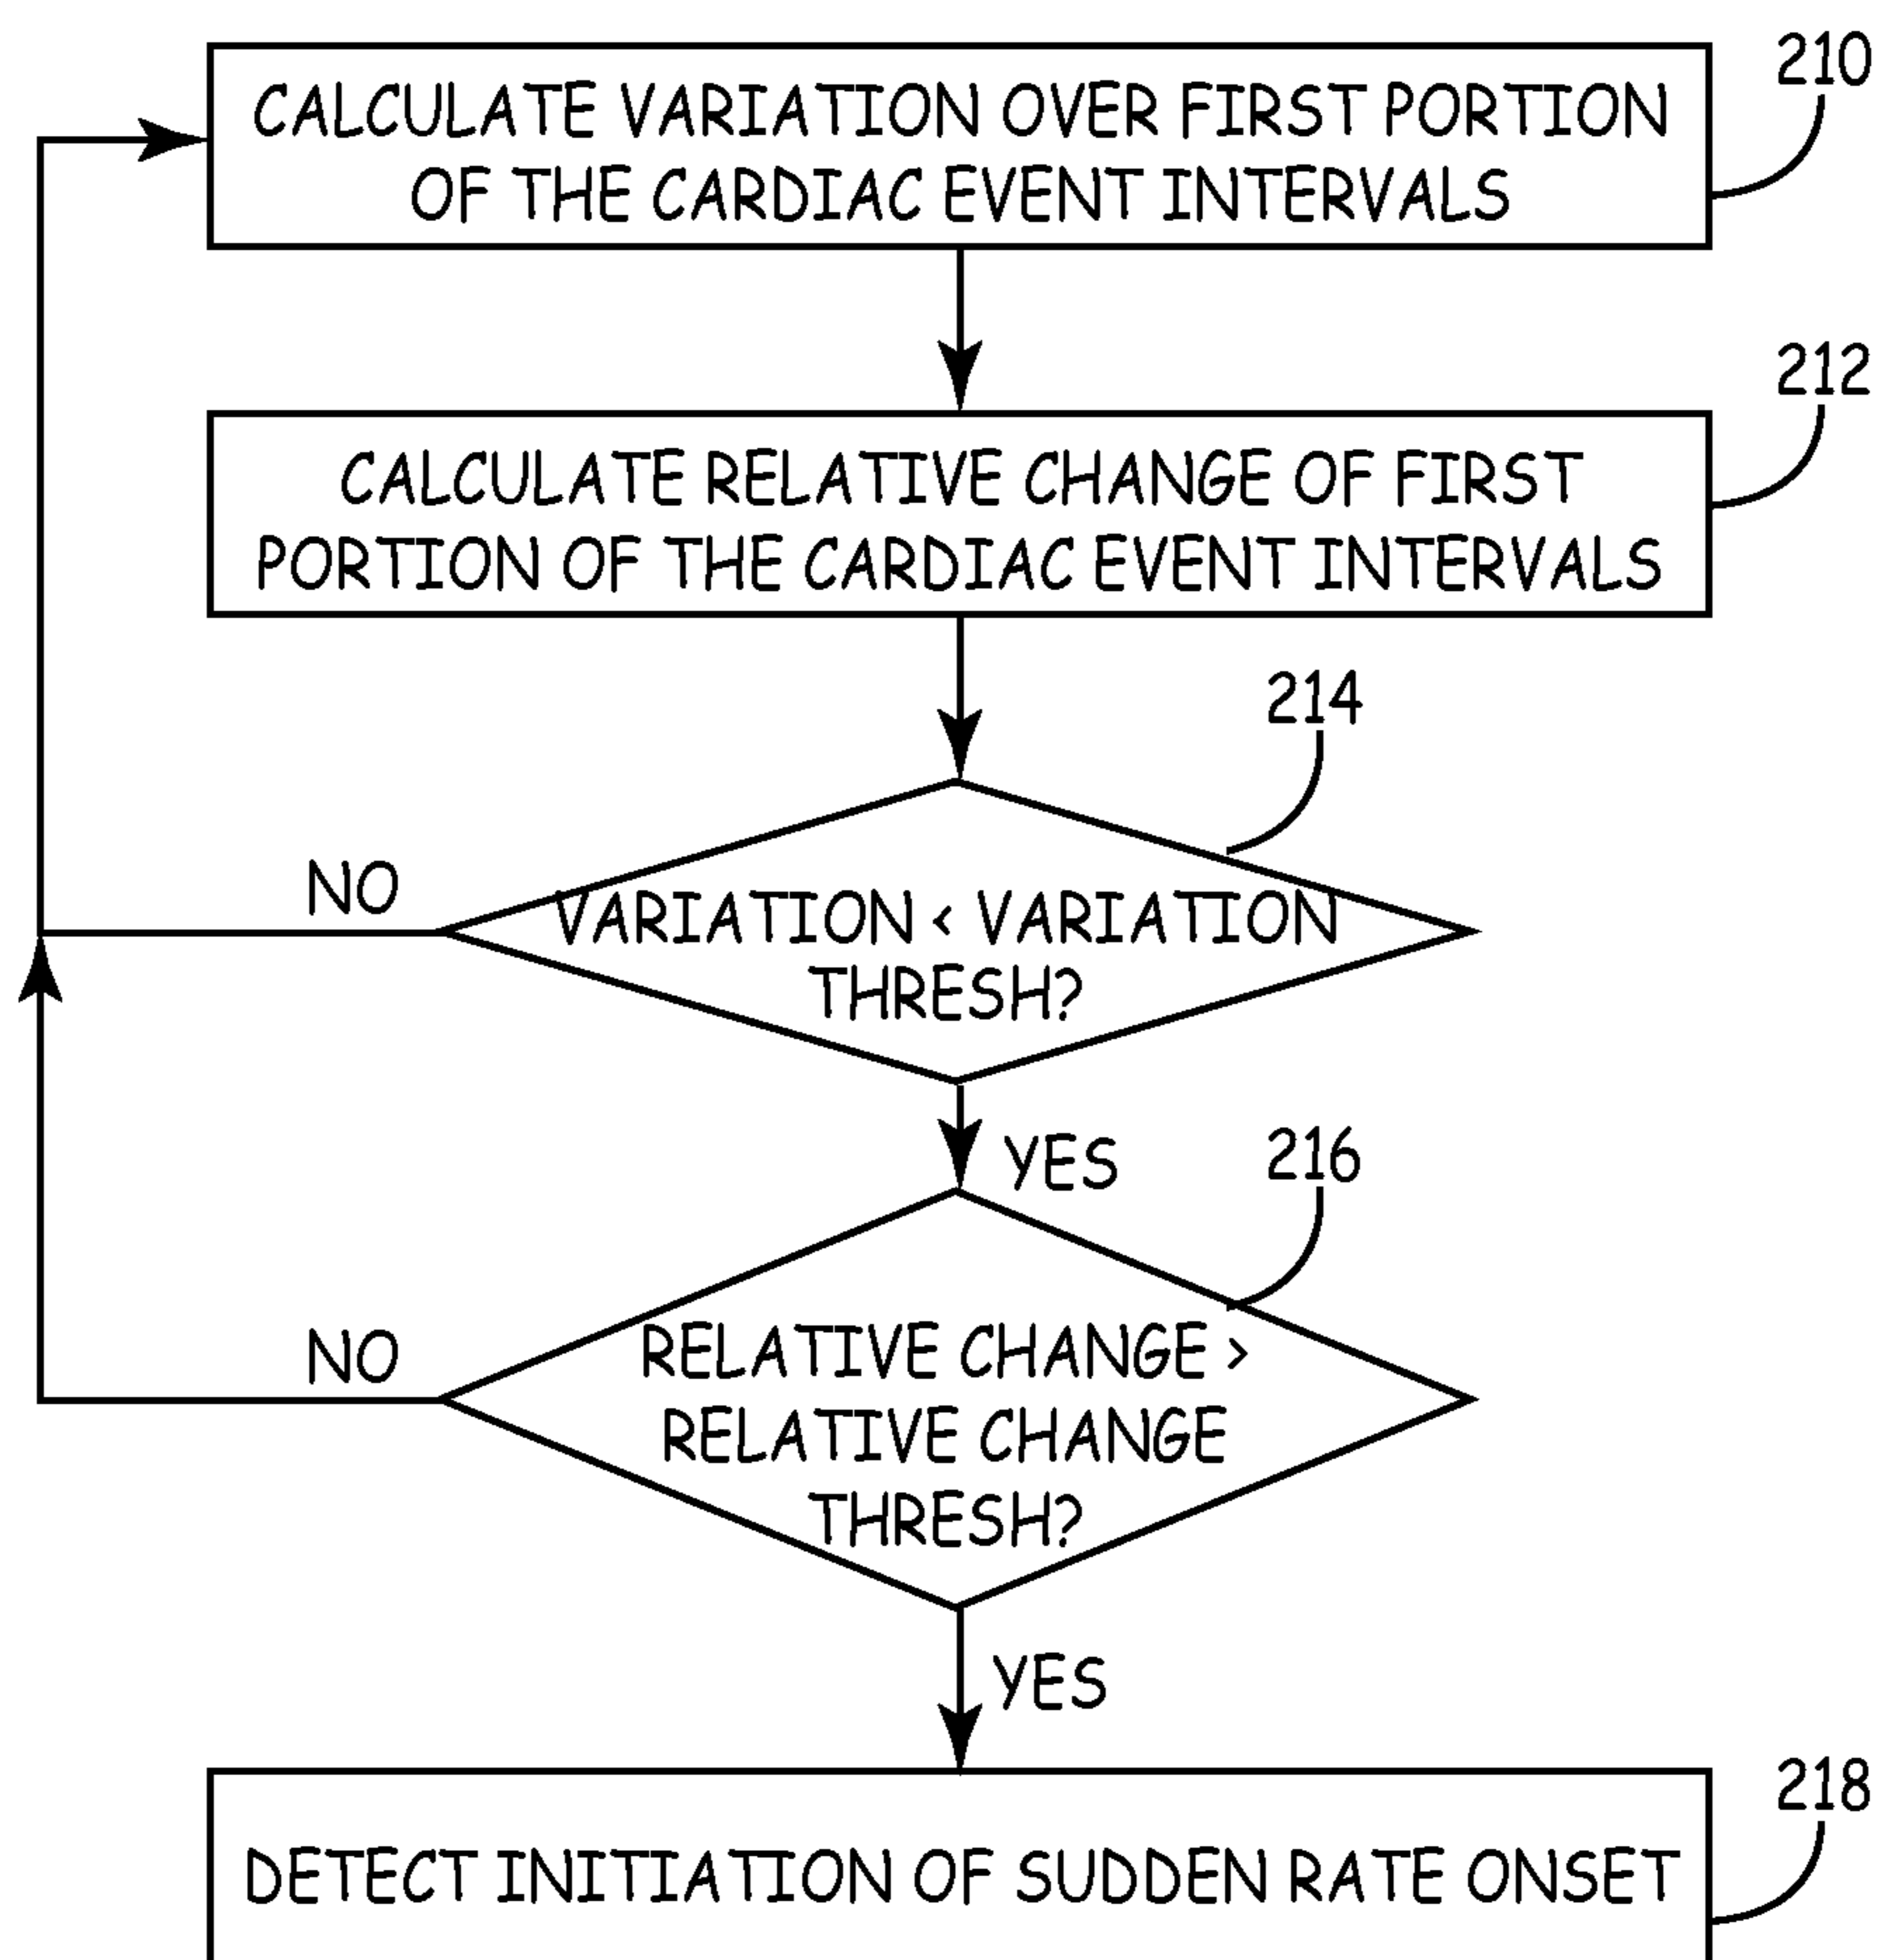 210
CALCULATE VARIATION OVER FIRST PORTION
OF THE CARDIAC EVENT INTERVALS
212
CALCULATE RELATIVE CHANGE OF FIRST
PORTION OF THE CARDIAC EVENT INTERVALS
214
NO
VARIATION < VARIATION
THRESH?
YES
216
NO
RELATIVE CHANGE >
RELATIVE CHANGE
THRESH?
YES
218
DETECT INITIATION OF SUDDEN RATE ONSET